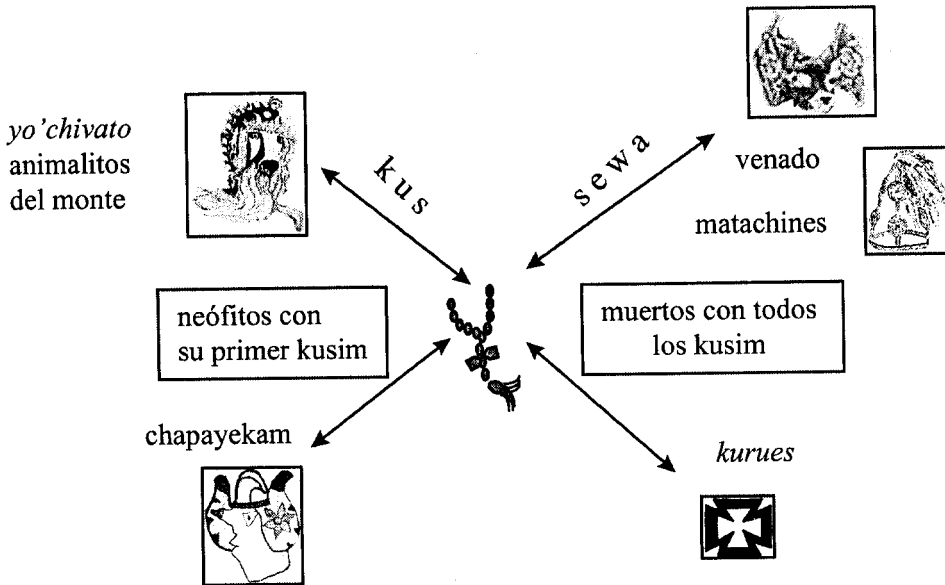 yo’chivato
animalitos
del monte
kus
sewa
venado
matachines
neófitos con
su primer kusim
muertos con todos
los kusim
chapayekam
kurues